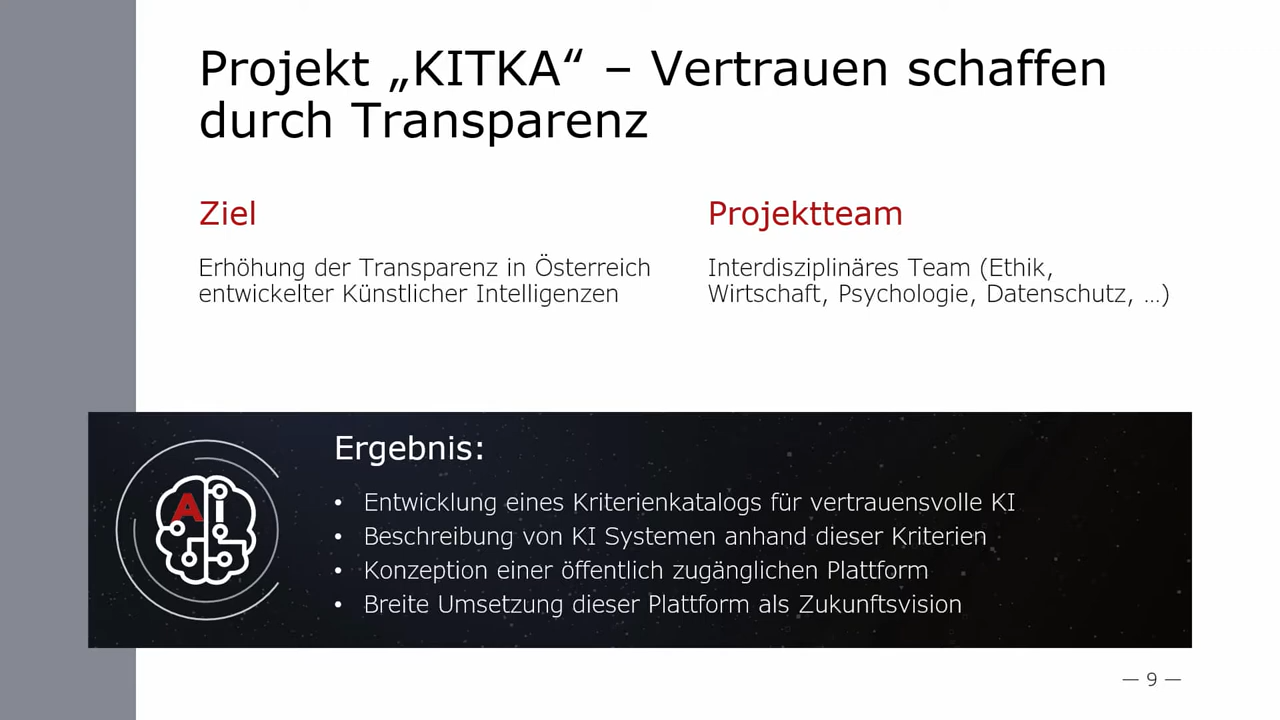 Projekt „KITKA“ – Vertrauen schaffen
durch Transparenz
Ziel
Erhöhung der Transparenz in Österreich
entwickelter Künstlicher Intelligenzen
Projektteam
Interdisziplinäres Team (Ethik,
Wirtschaft, Psychologie, Datenschutz, …)
Ai
Ergebnis:
• Entwicklung eines Kriterienkatalogs für vertrauensvolle KI
• Beschreibung von KI Systemen anhand dieser Kriterien
• Konzeption einer öffentlich zugänglichen Plattform
• Breite Umsetzung dieser Plattform als Zukunftsvision
— 9 —